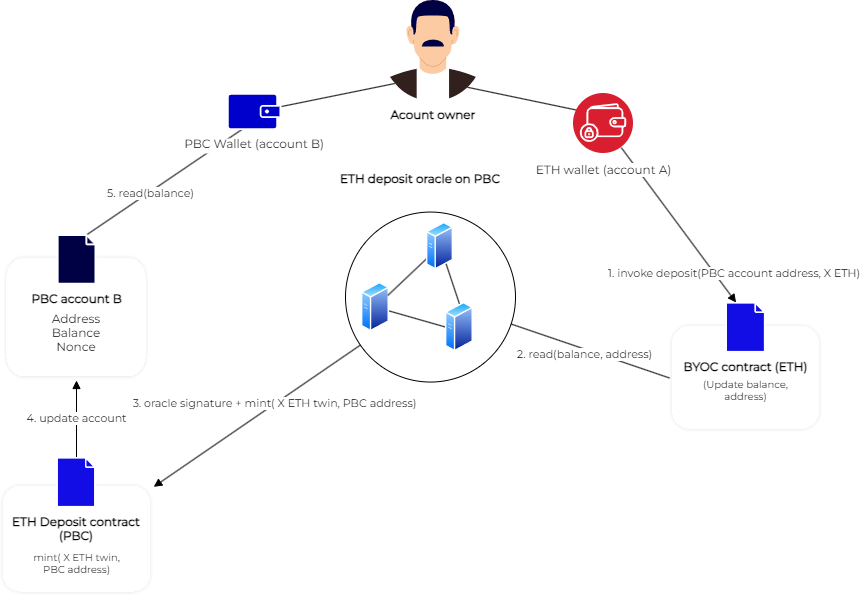 Acount owner
PBC Wallet (account B)
ETH wallet (account A)
ETH deposit oracle on PBC
5. read(balance)
1. invoke deposit(PBC account address, X ETH)
PBC account B
Address
Balance
Nonce
2. read(balance, address)
BYOC contract (ETH)
(Update balance,
address)
3. oracle signature + mint( X ETH twin, PBC address)
4. update account
ETH Deposit contract
(PBC)
mint( X ETH twin,
PBC address)